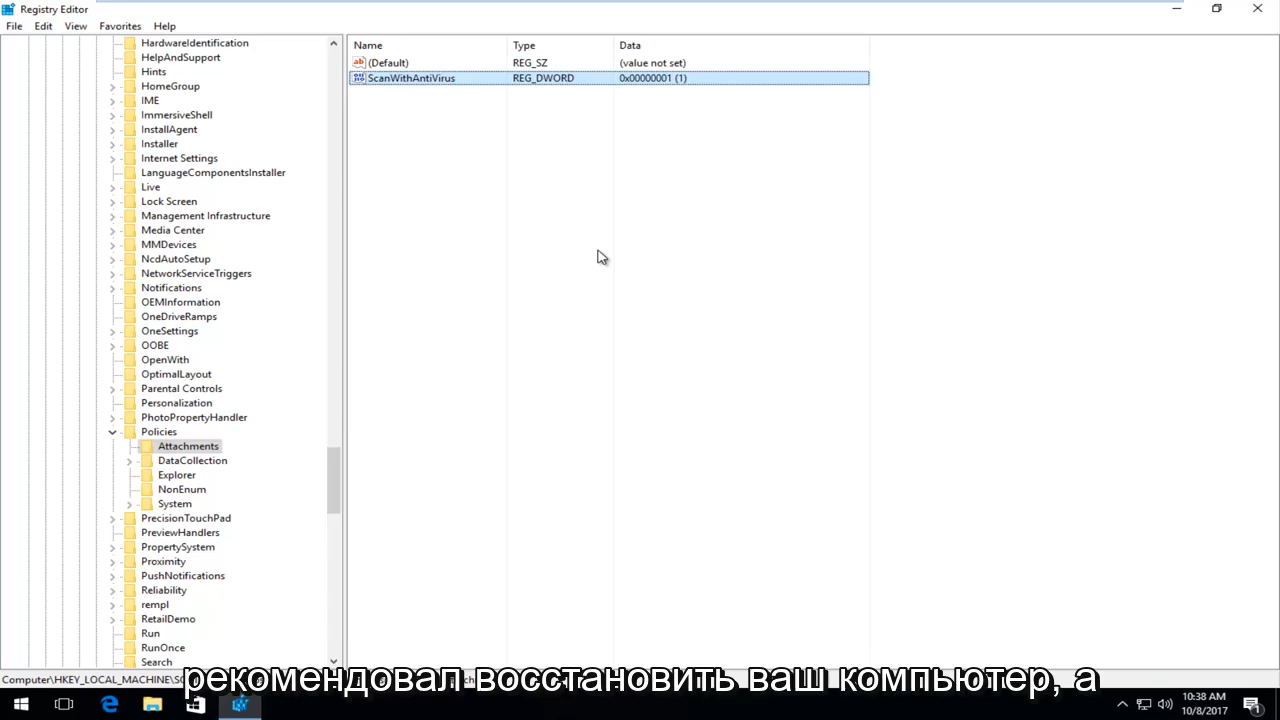 Registry Editor
File Edit View Favorites Help
HardwareIdentification
HelpAndSupport
Hints
HomeGroup
IME
ImmersiveShell
InstallAgent
Installer
Internet Settings
LanguageComponentsInstaller
Live
Lock Screen
Management Infrastructure
Media Center
MMDevices
NcdAutoSetup
NetworkServiceTriggers
Notifications
OEMInformation
OneDriveRamps
OneSettings
OOBE
OpenWith
OptimalLayout
Parental Controls
Personalization
PhotoPropertyHandler
Policies
Attachments
DataCollection
Explorer
NonEnum
System
PrecisionTouchPad
PreviewHandlers
PropertySystem
Proximity
PushNotifications
Reliability
rempl
RetailDemo
Run
RunOnce
Search
Name Type Data
(Default) REG_SZ (value not set)
ScanWithAntiVirus REG_DWORD 0x00000001 (1)
Computer\HKEY_LOCAL_MACHINE\
рекомендовал восстановить ваш компьютер, а
10:38 AM
10/8/2017